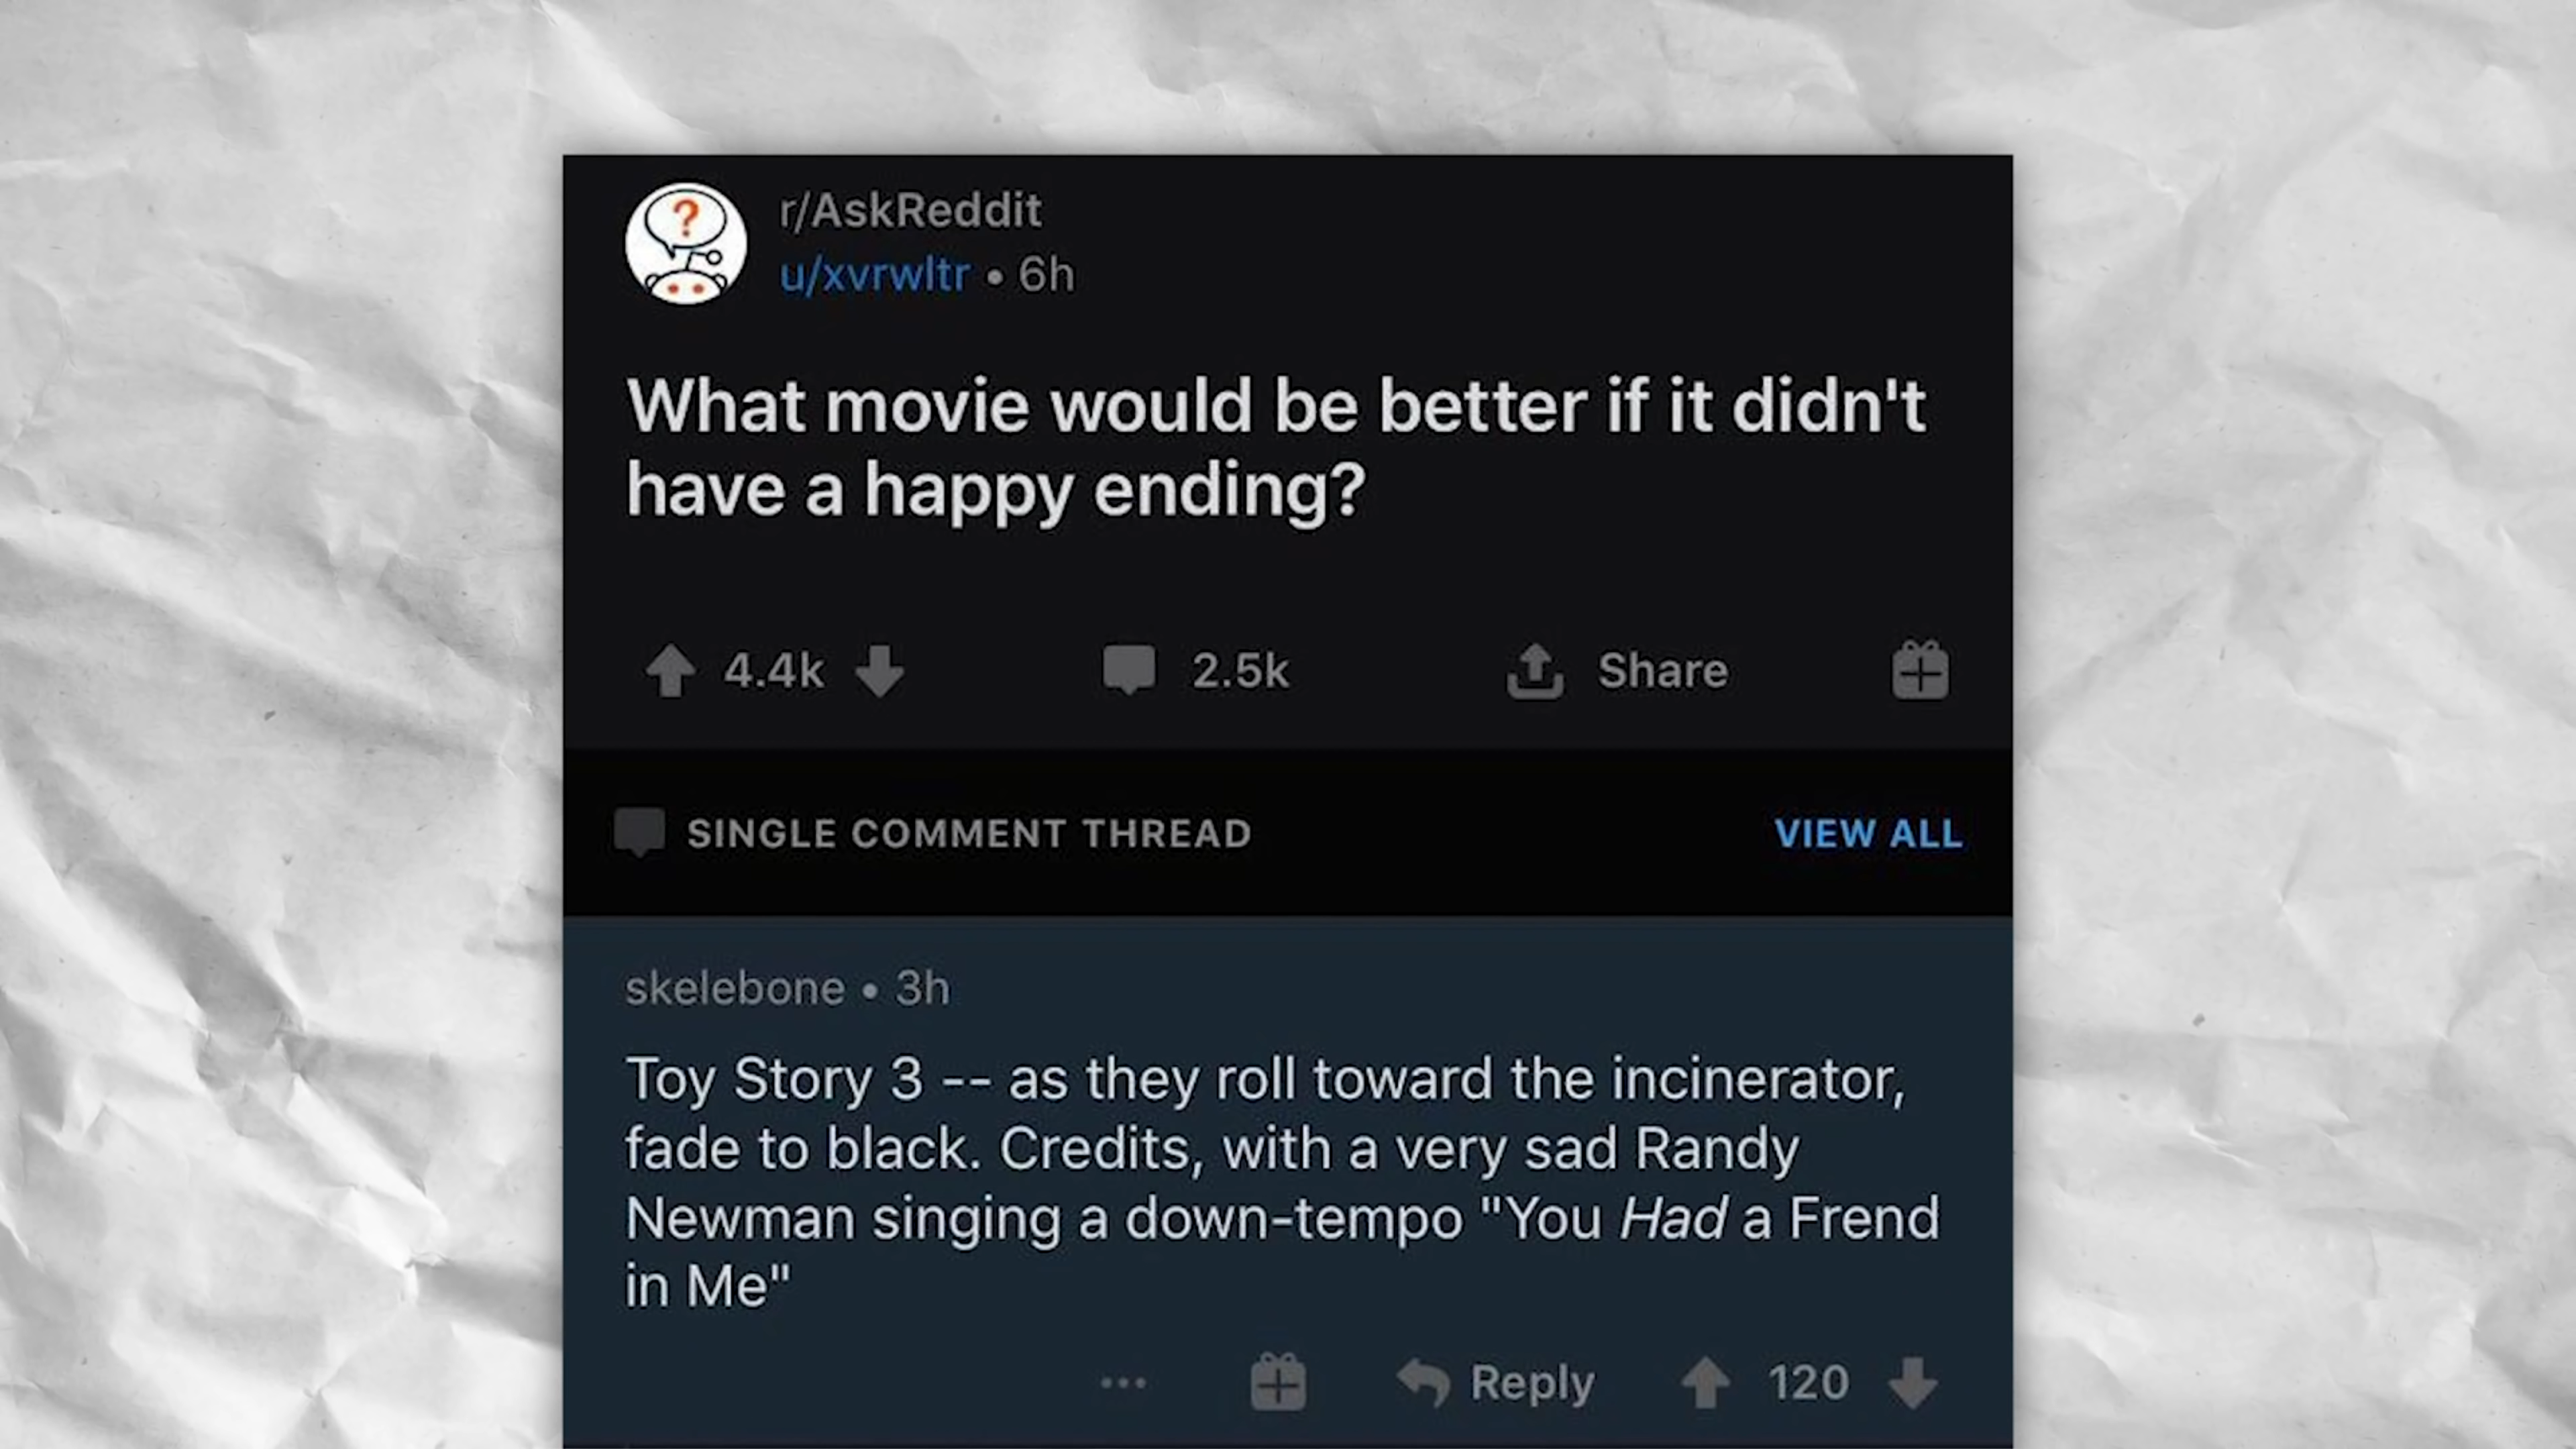 ?
r/AskReddit
u/xvrwltr • 6h
What movie would be better if it didn't
have a happy ending?
4.4k
2.5k
Share
SINGLE COMMENT THREAD
VIEW ALL
skelebone • 3h
Toy Story 3 -- as they roll toward the incinerator,
fade to black. Credits, with a very sad Randy
Newman singing a down-tempo "You Had a Frend
in Me"
... Reply 120